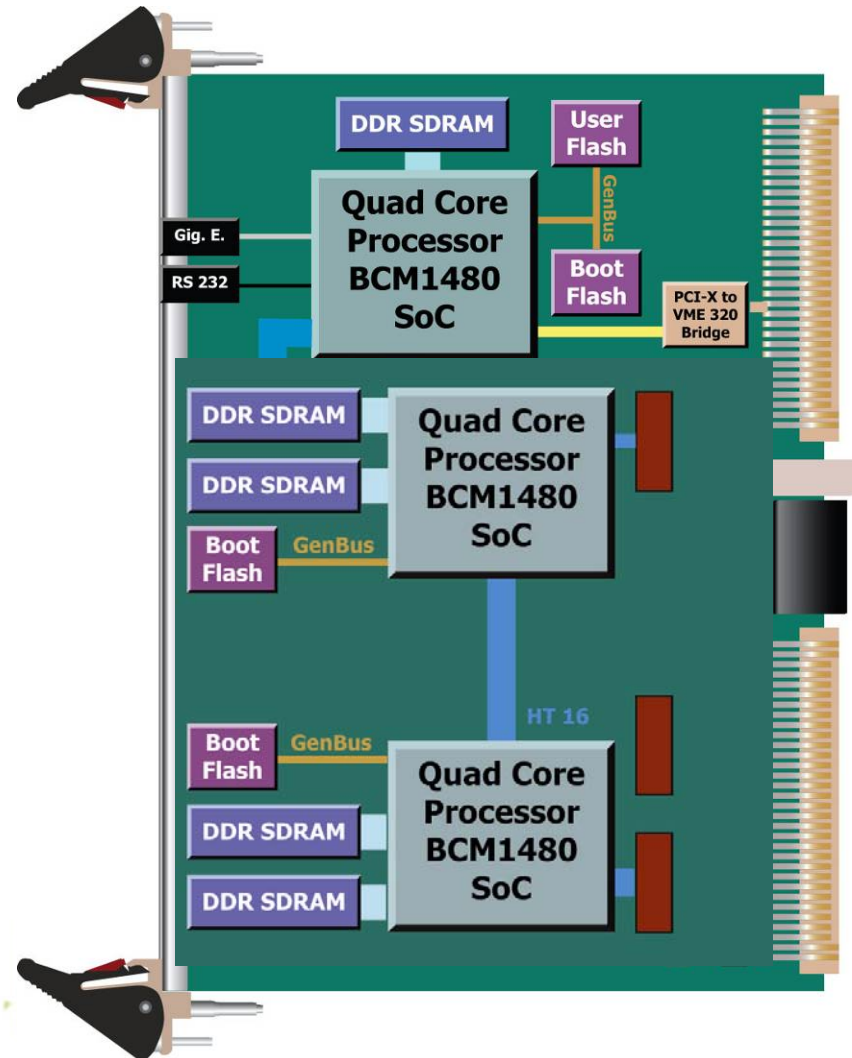 DDR SDRAM
User
Flash
GenBus
Quad Core
Processor
BCM1480
SoC
Gig. E.
RS 232
Boot
Flash
PCI-X to
VME 320
Bridge
DDR SDRAM
DDR SDRAM
Quad Core
Processor
BCM1480
SoC
Boot
Flash
GenBus
HT 16
Boot
Flash
GenBus
Quad Core
Processor
BCM1480
SoC
DDR SDRAM
DDR SDRAM